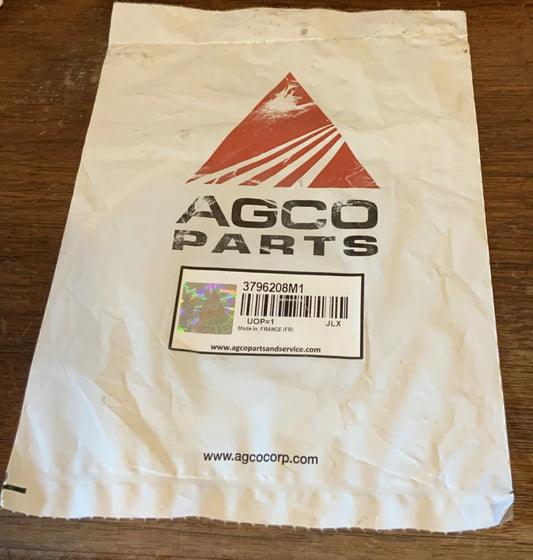 AGCO
PARTS
3796208M1
UOP=1 JLX
Made in: FRANCE (FR)
www.agcopartsandservice.com
www.agcocorp.com